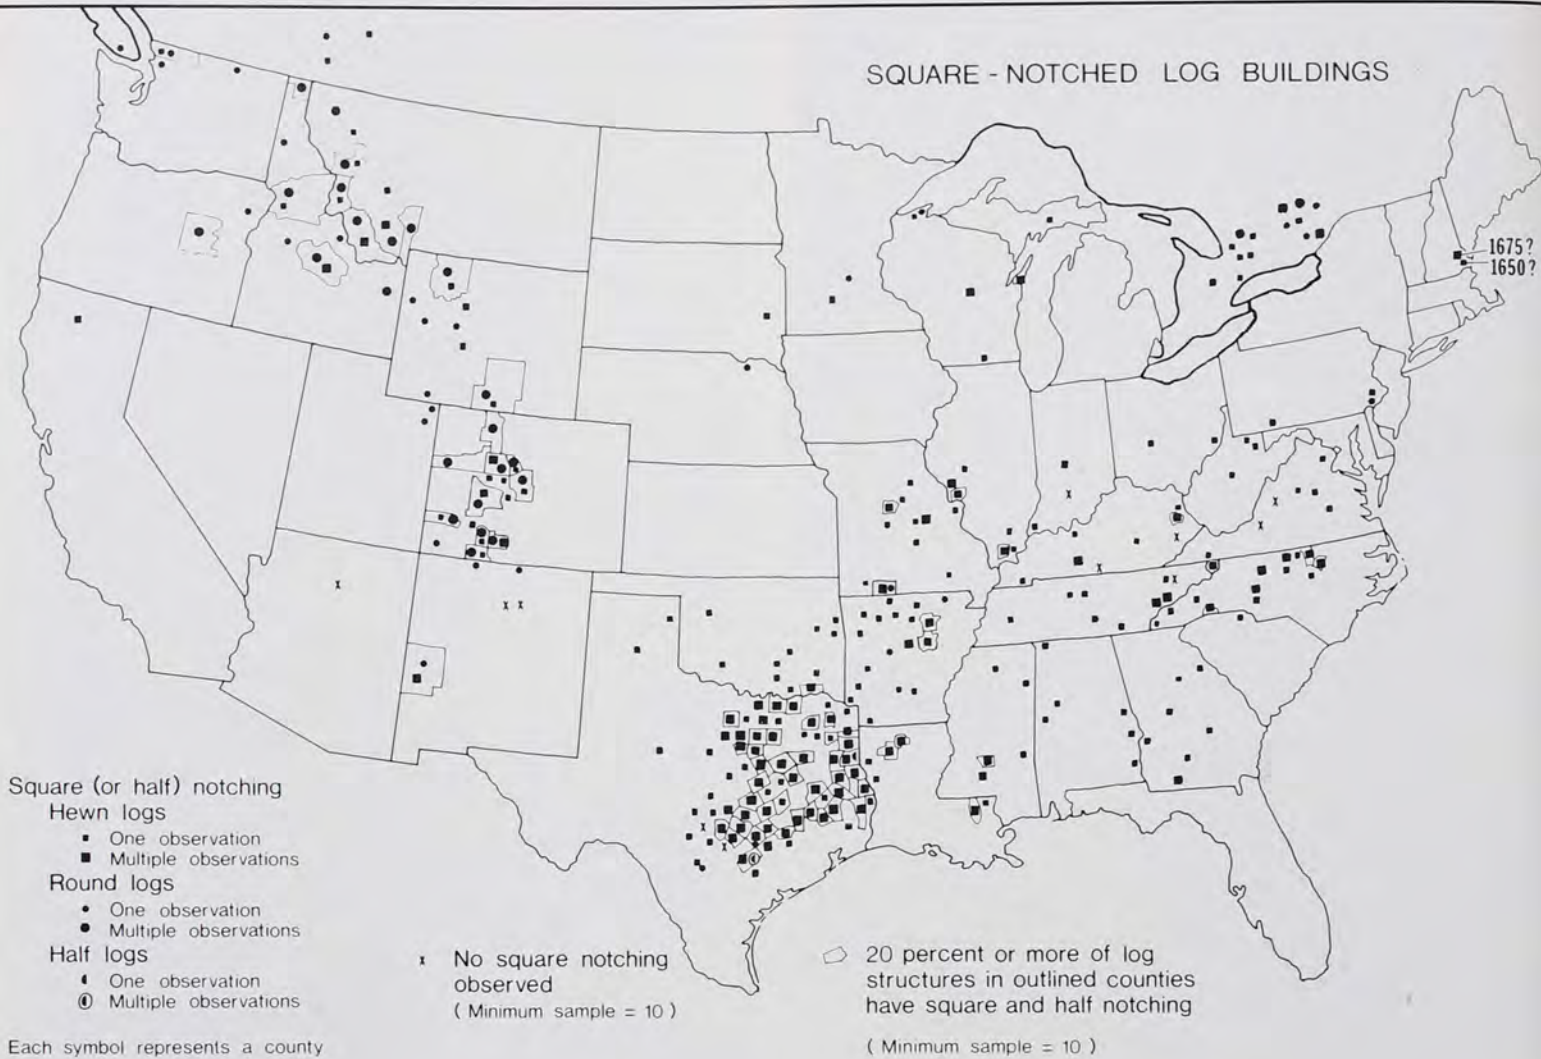 SQUARE - NOTCHED LOG BUILDINGS
1675?
1650?
Square (or half) notching
Hewn logs
One observation
Multiple observations
Round logs
One observation
Multiple observations
Half logs
One observation
Multiple observations
Each symbol represents a county
x No square notching
observed
( Minimum sample = 10 )
20 percent or more of log
structures in outlined counties
have square and half notching
( Minimum sample = 10 )